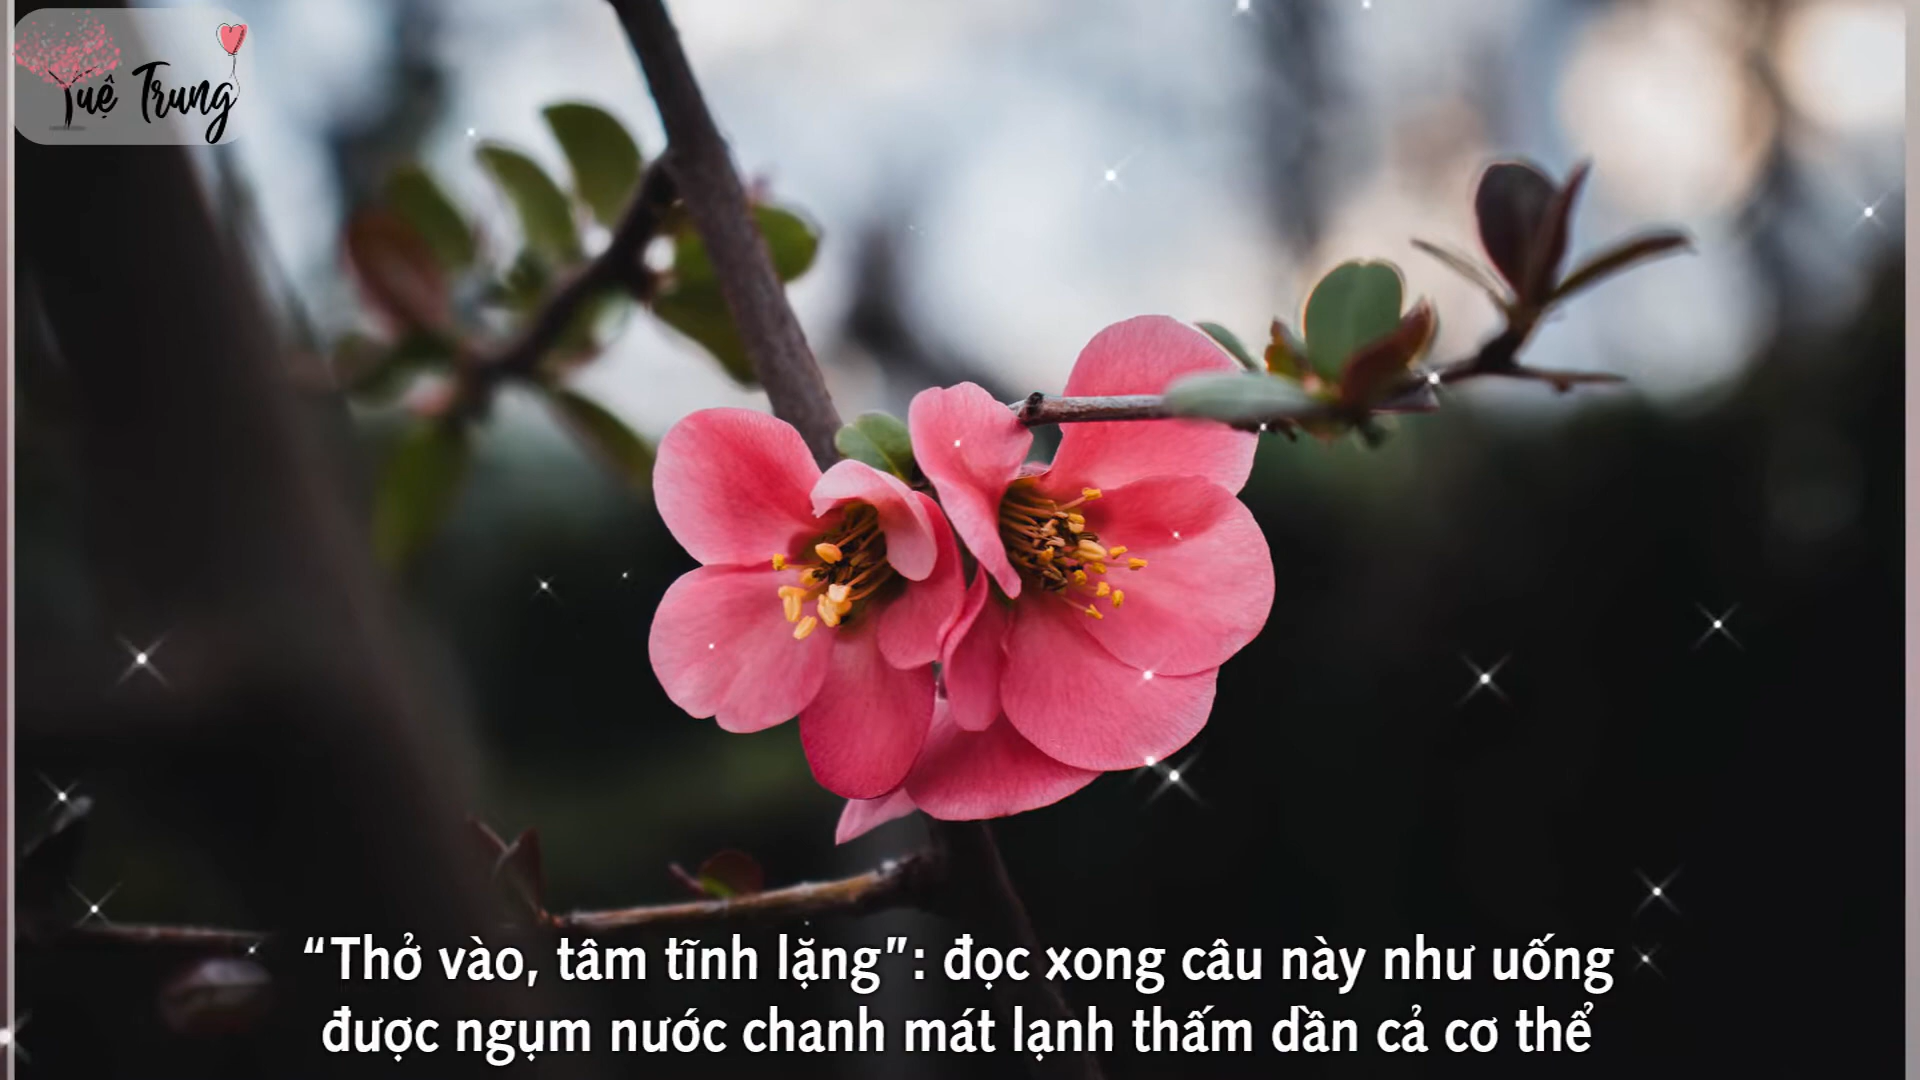 Tuệ Trung
“Thở vào, tâm tĩnh lặng”: đọc xong câu này như uống
được ngụm nước chanh mát lạnh thấm dần cả cơ thể